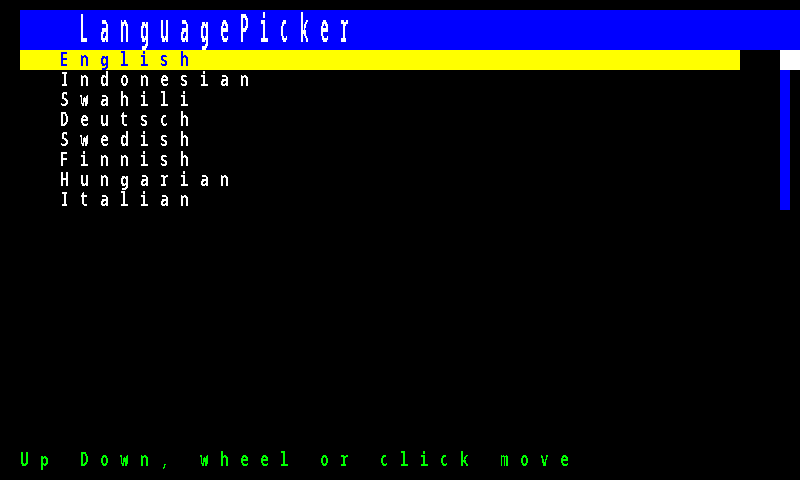 LanguagePicker
English
Indonesian
Swahili
Deutsch
Swedish
Finnish
Hungarian
Italian
Up Down, wheel or click move